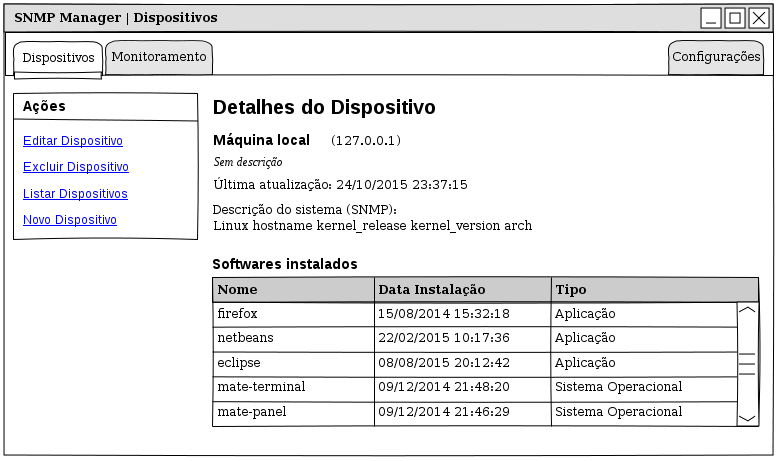 SNMP Manager | Dispositivos
Dispositivos
Monitoramento
Configurações
Ações
Editar Dispositivo
Excluir Dispositivo
Listar Dispositivos
Novo Dispositivo
Detalhes do Dispositivo
Máquina local (127.0.0.1)
Sem descrição
Última atualização: 24/10/2015 23:37:15
Descrição do sistema (SNMP):
Linux hostname kernel_release kernel_version arch
Softwares instalados
Nome Data Instalação Tipo
firefox 15/08/2014 15:32:18 Aplicação
netbeans 22/02/2015 10:17:36 Aplicação
eclipse 08/08/2015 20:12:42 Aplicação
mate-terminal 09/12/2014 21:48:20 Sistema Operacional
mate-panel 09/12/2014 21:46:29 Sistema Operacional